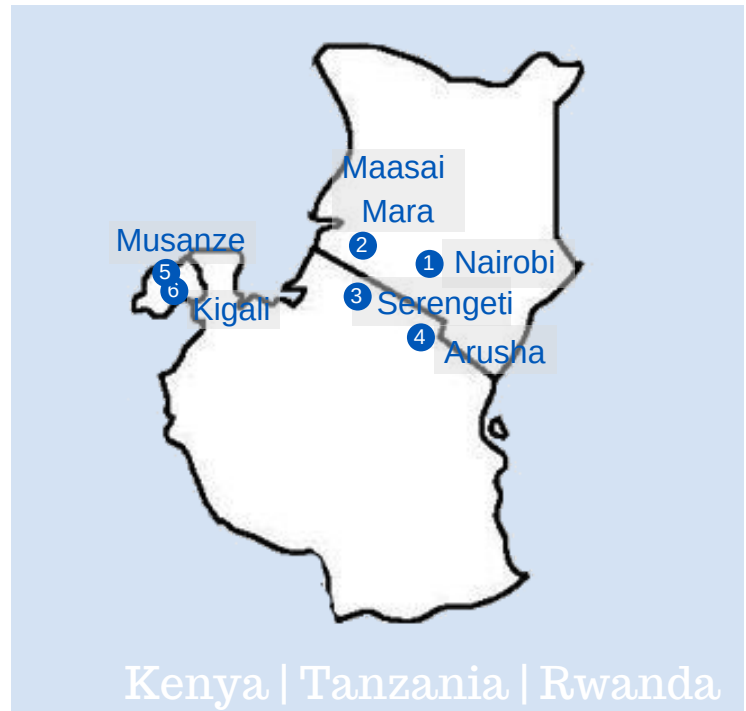 Maasai
Mara
2
1 Nairobi
Musanze
5
6 Kigali
3 Serengeti
4 Arusha
Kenya | Tanzania | Rwanda